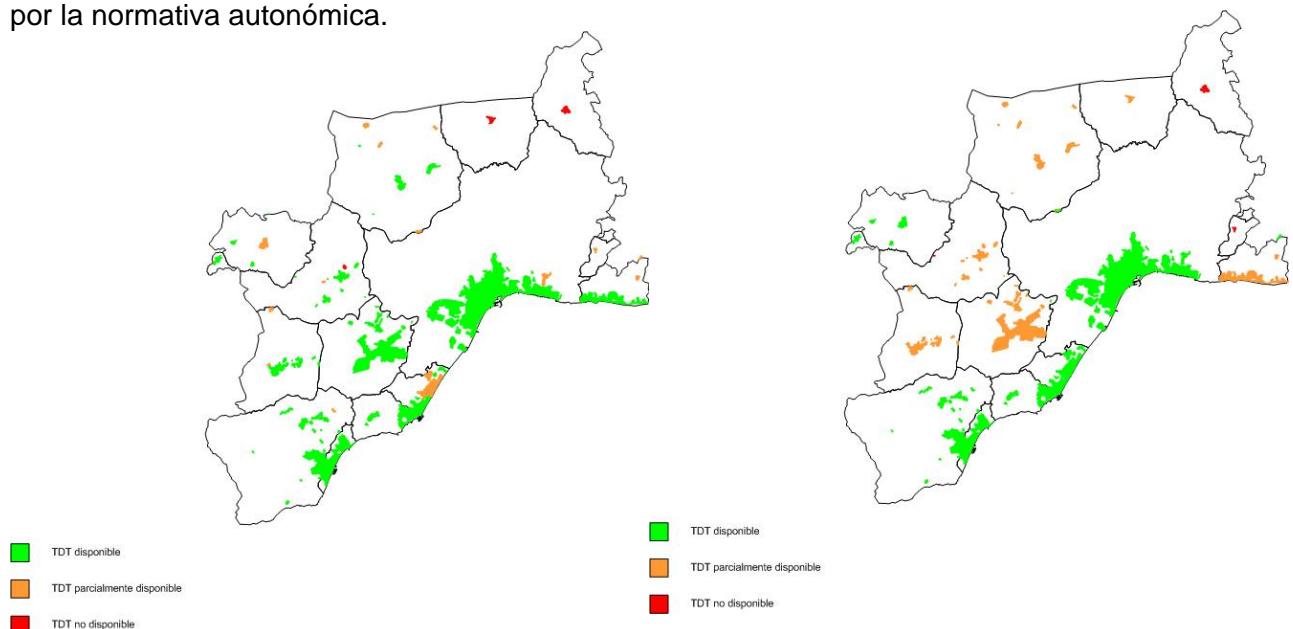 por la normativa autonómica.
TDT disponible
TDT parcialmente disponible
TDT no disponible
TDT disponible
TDT parcialmente disponible
TDT no disponible